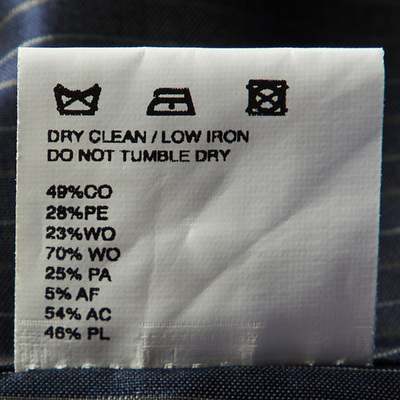 DRY CLEAN / LOW IRON
DO NOT TUMBLE DRY
49%CO
28%PE
23%WO
70% WO
25% PA
5% AF
54% AC
46% PL